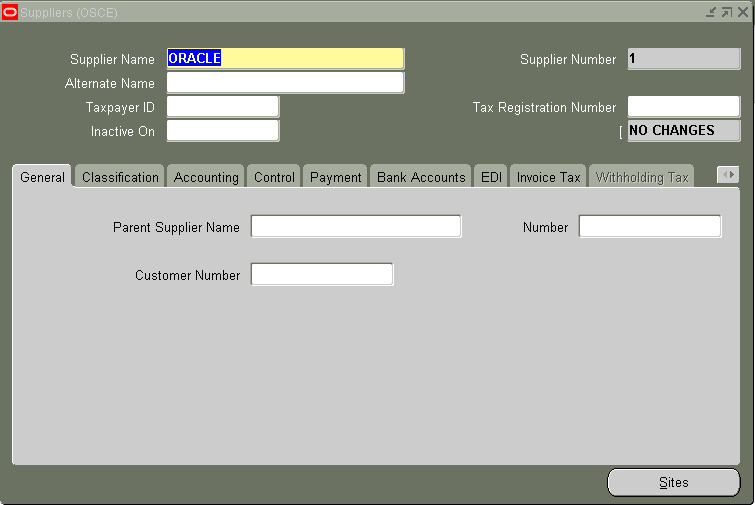 Suppliers (OSCE)
Supplier Name ORACLE Supplier Number 1
Alternate Name
Taxpayer ID Tax Registration Number
Inactive On [ NO CHANGES
General Classification Accounting Control Payment Bank Accounts EDI Invoice Tax Withholding Tax
Parent Supplier Name Number
Customer Number
Sites